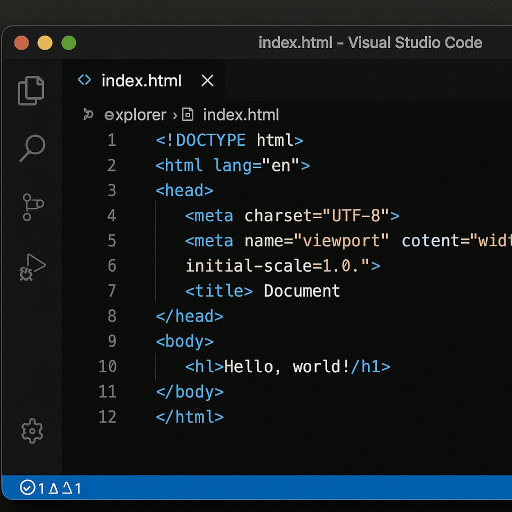 index.html – Visual Studio Code
<> index.html ×
explorer › index.html
1 <!DOCTYPE html>
2 <html lang="en">
3 <head>
4 <meta charset="UTF-8">
5 <meta name="viewport" cotent="widt
6 initial-scale=1.0.">
7 <title> Document
8 </head>
9 <body>
10 <hl>Hello, world!/h1>
11 </body>
12 </html>
1 1